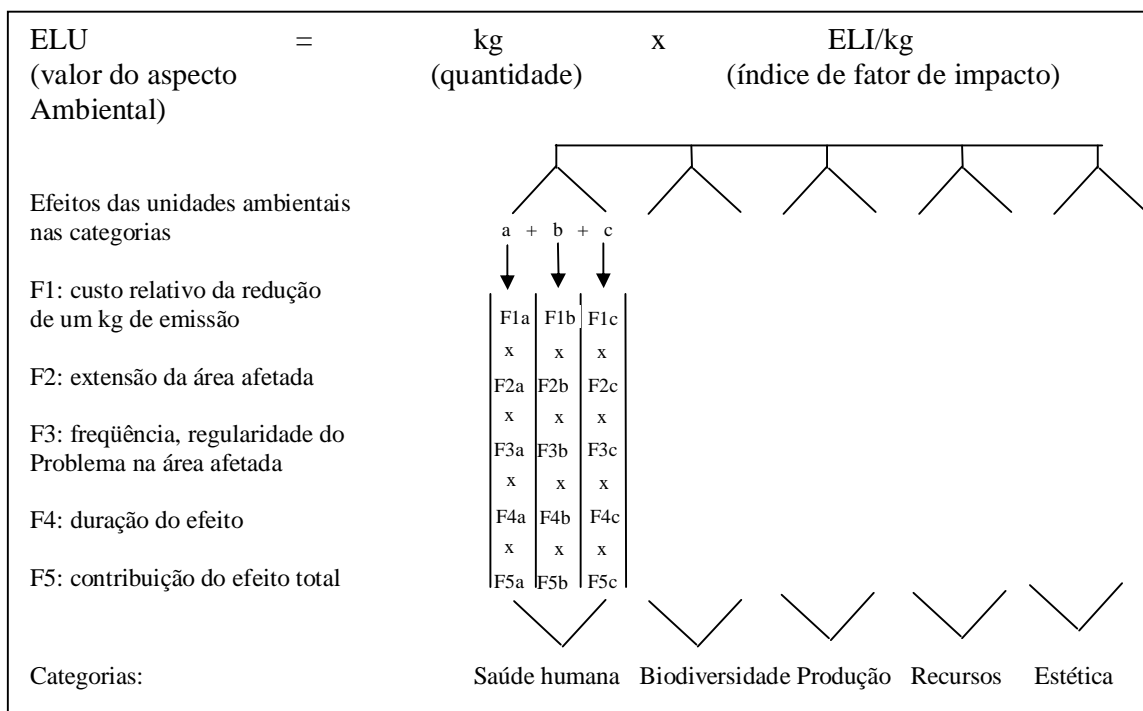 ELU = kg x ELI/kg
(valor do aspecto (quantidade) (índice de fator de impacto)
Ambiental)
Efeitos das unidades ambientais
nas categorias
a + b + c
F1: custo relativo da redução
de um kg de emissão
F1a F1b F1c
x x x
F2: extensão da área afetada
F2a F2b F2c
x x x
F3: freqüência, regularidade do
Problema na área afetada
F3a F3b F3c
x x x
F4: duração do efeito
F4a F4b F4c
x x x
F5: contribuição do efeito total
F5a F5b F5c
Categorias: Saúde humana Biodiversidade Produção Recursos Estética